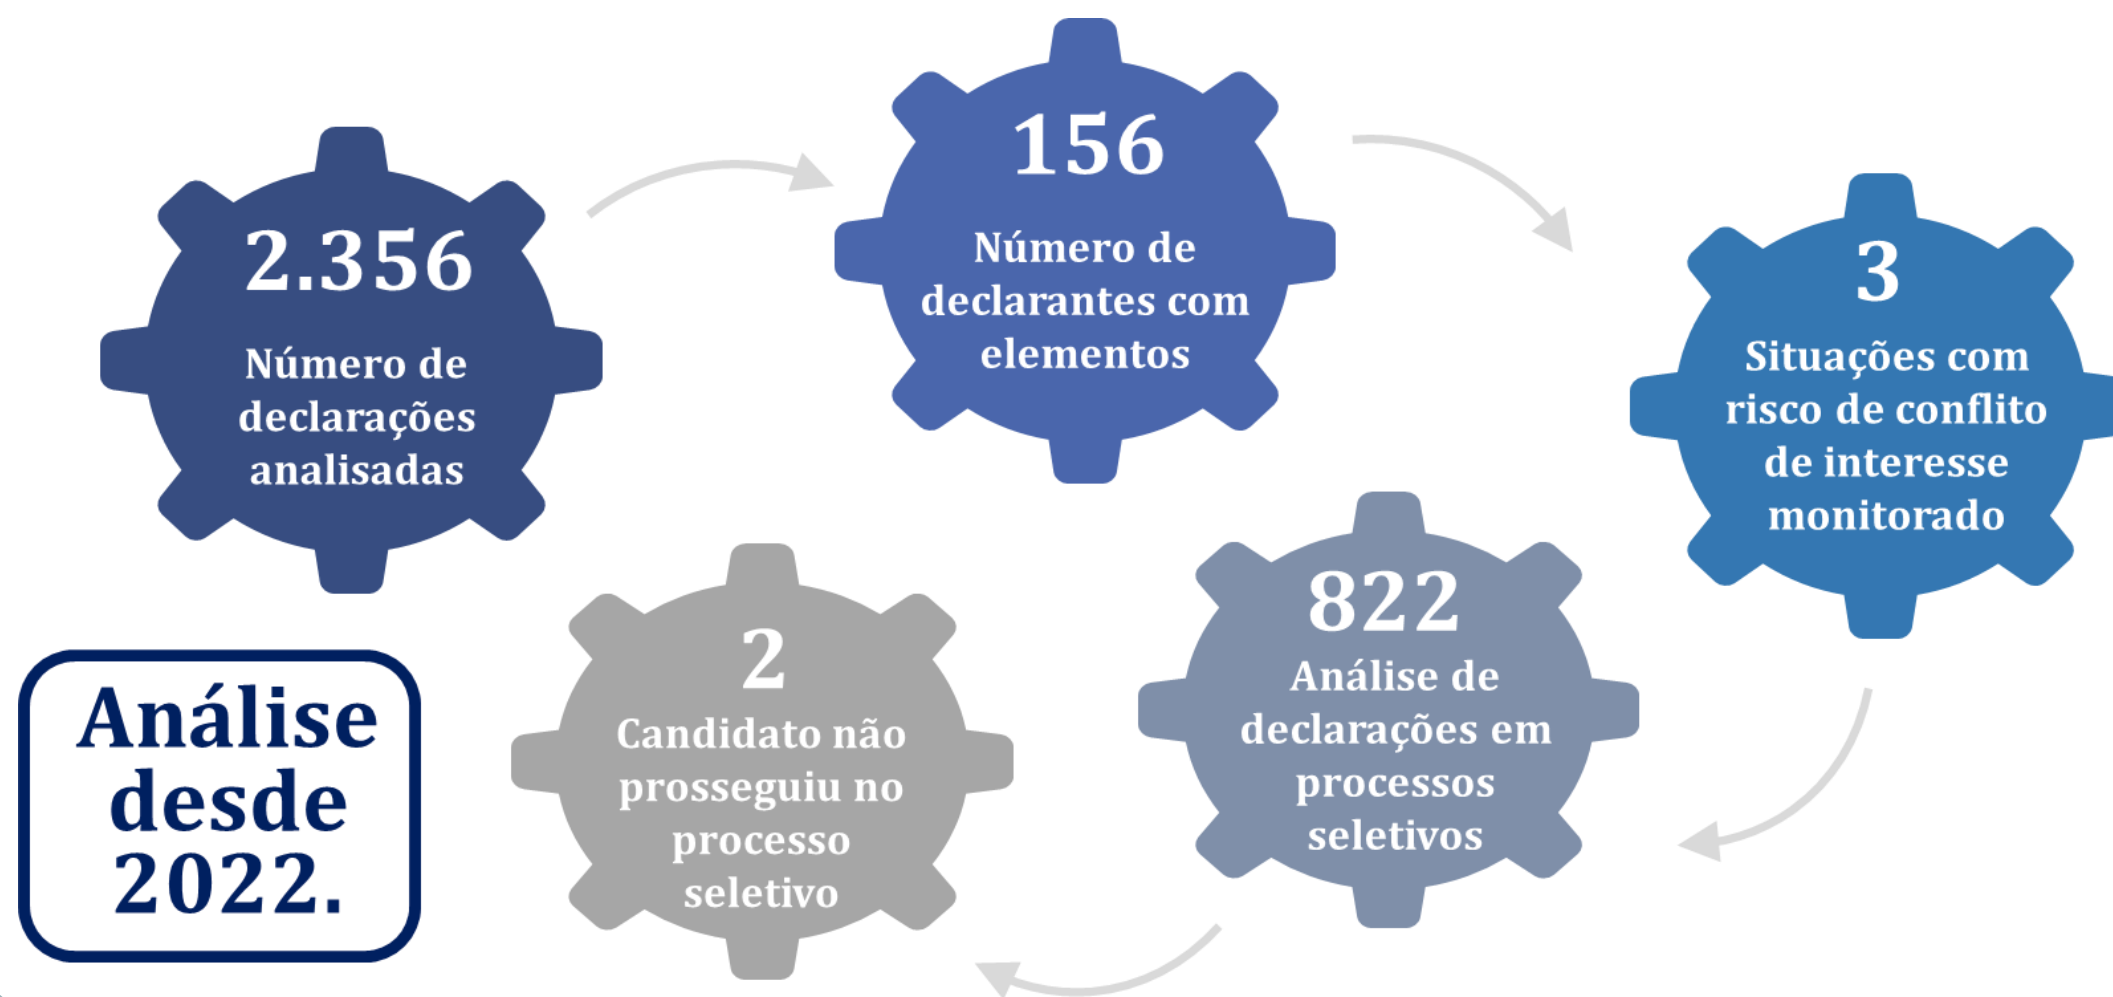 2.356
Número de
declarações
analisadas
156
Número de
declarantes com
elementos
3
Situações com
risco de conflito
de interesse
monitorado
822
Análise de
declarações em
processos
seletivos
2
Candidato não
prosseguiu no
processo
seletivo
Análise
desde
2022.